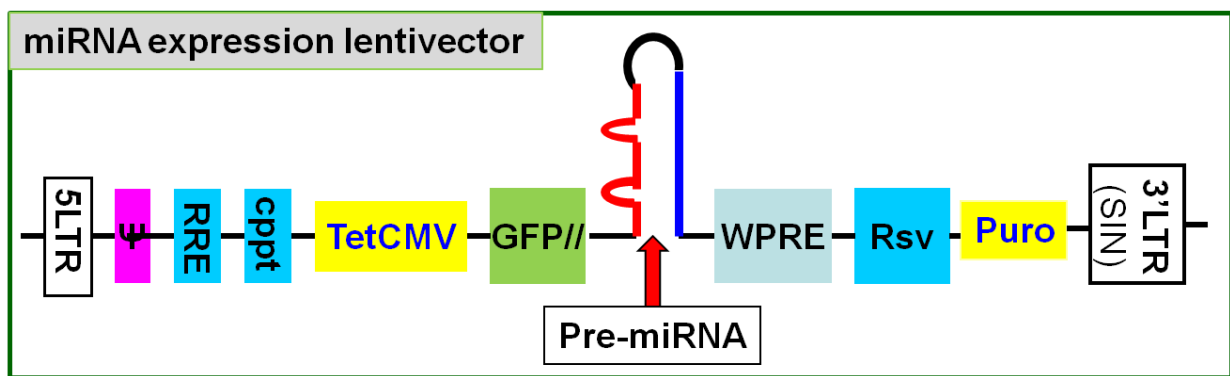 miRNA expression lentivector
5LTR
Ψ
RRE
cppt
TetCMV
GFP//
WPRE
Rsv
Puro
3'LTR
(SIN)
Pre-miRNA